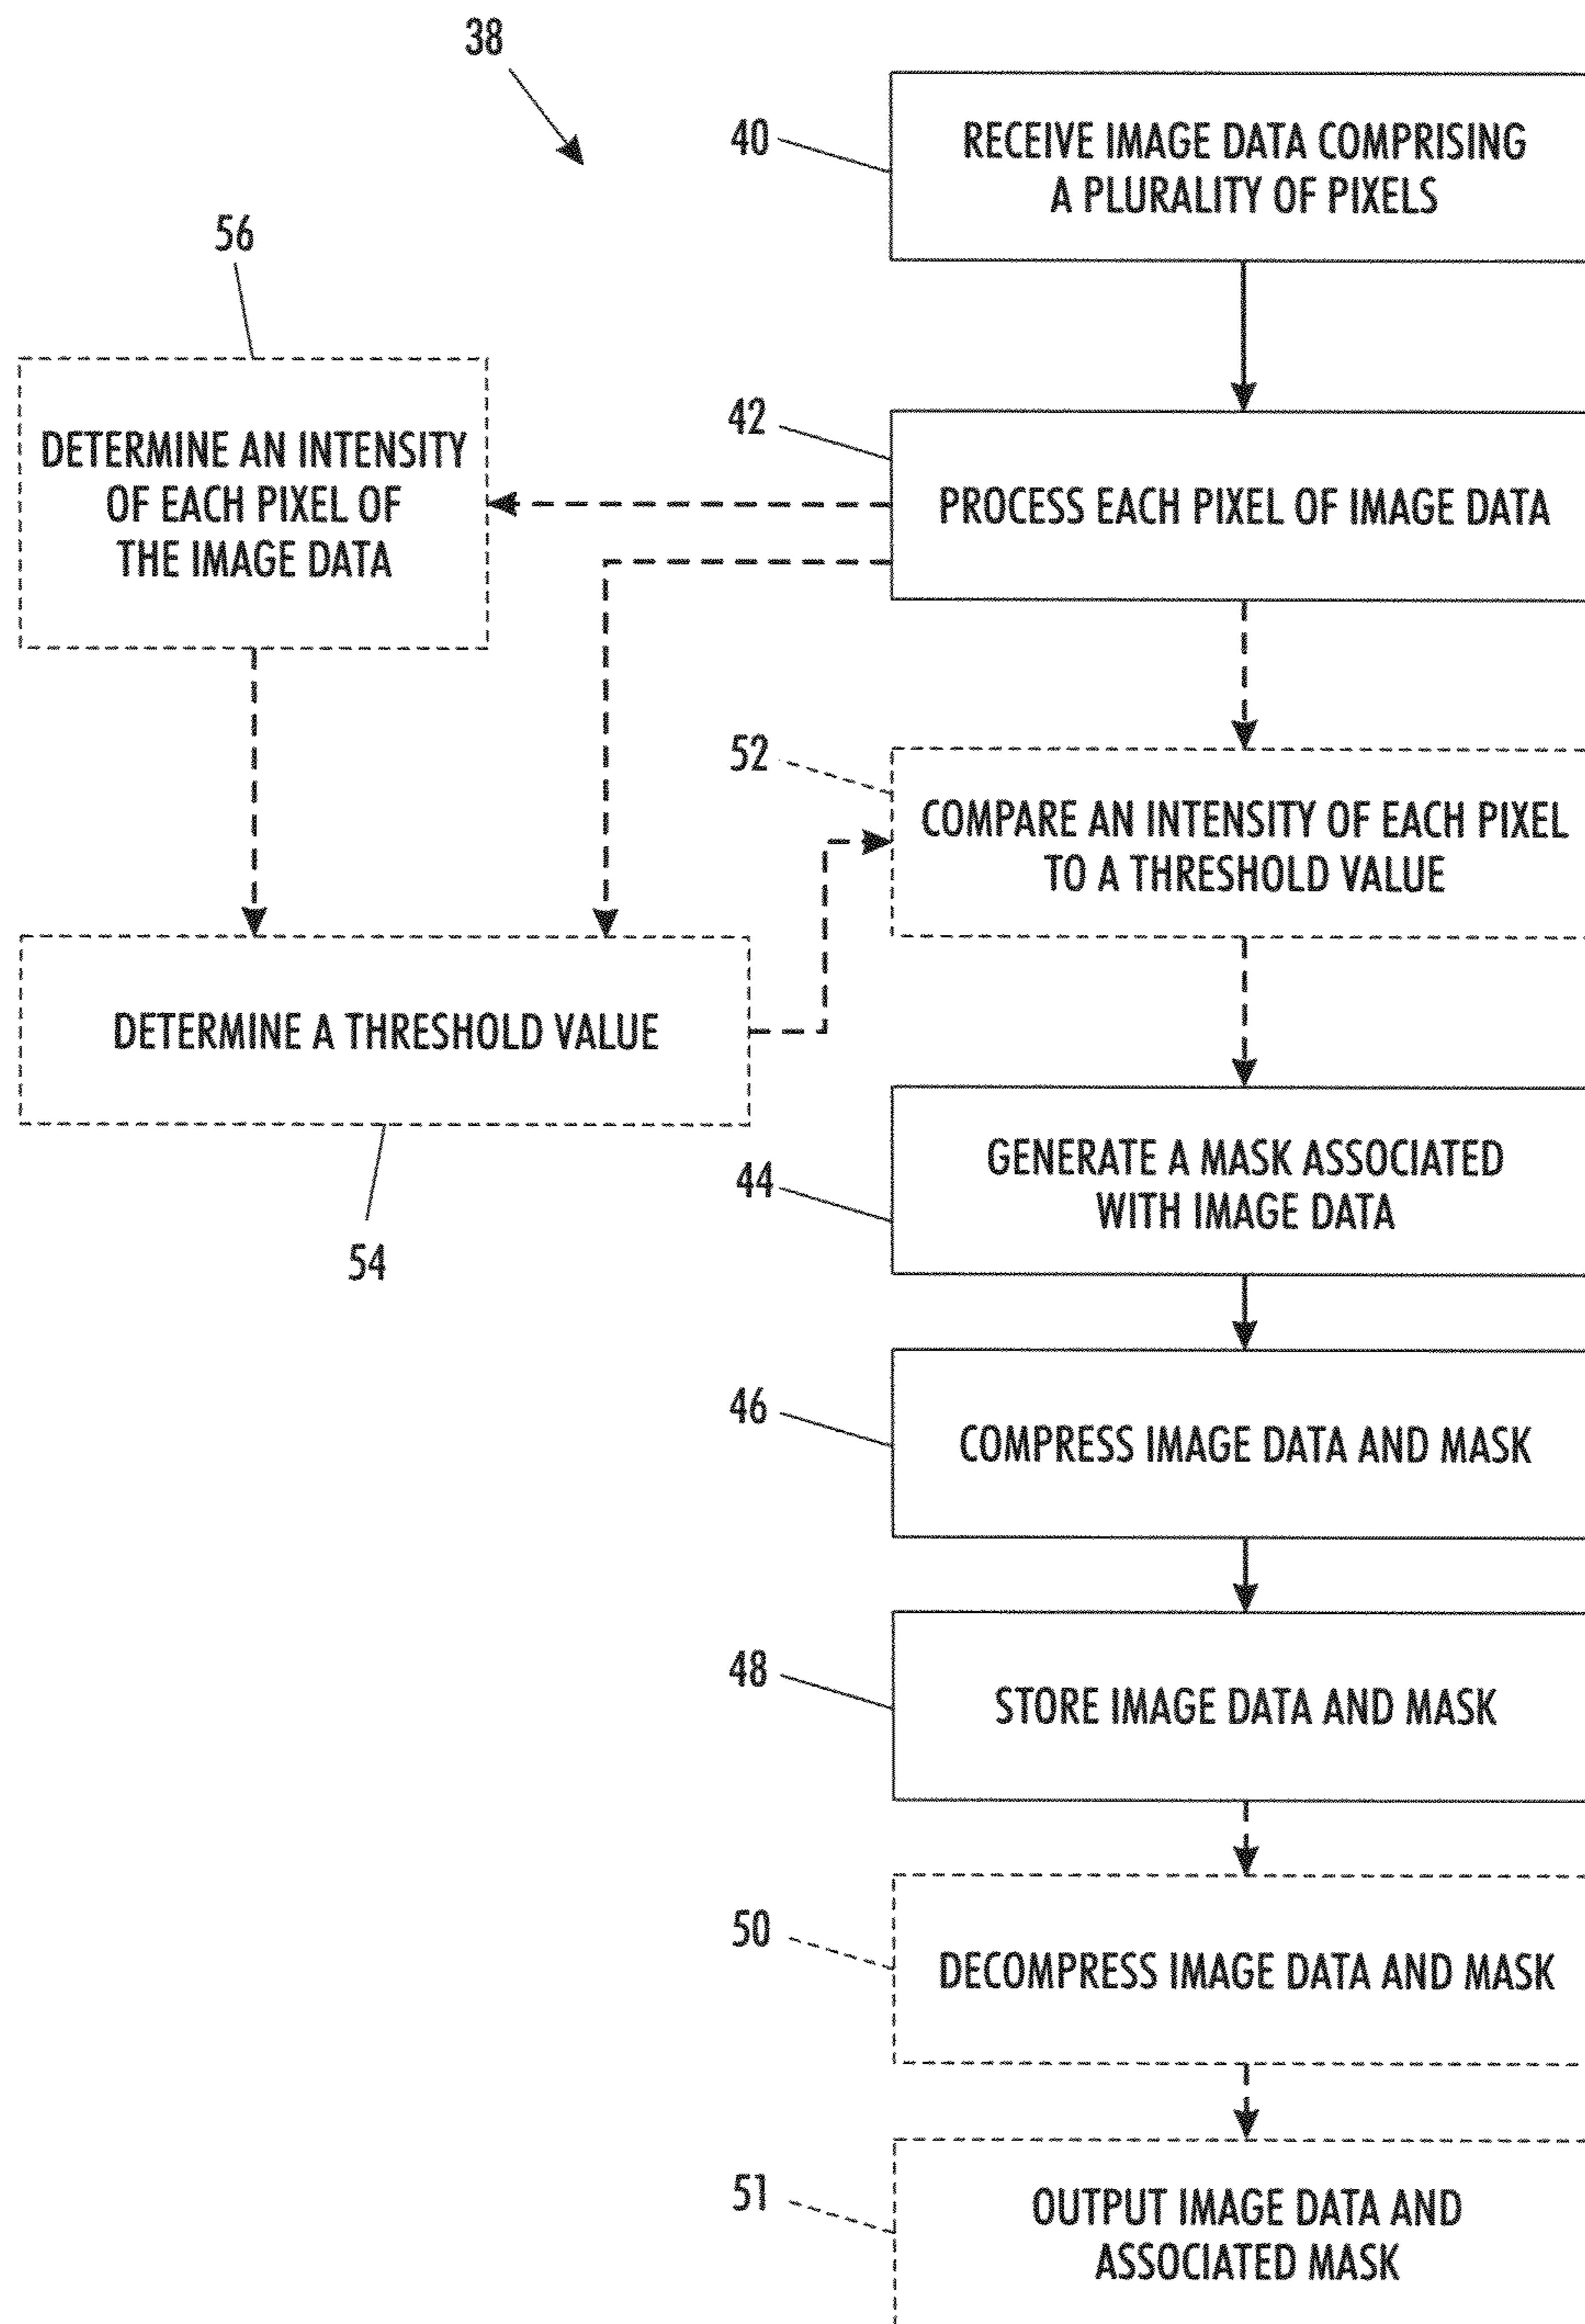 38
40
RECEIVE IMAGE DATA COMPRISING
A PLURALITY OF PIXELS
56
DETERMINE AN INTENSITY
OF EACH PIXEL OF
THE IMAGE DATA
42
PROCESS EACH PIXEL OF IMAGE DATA
52
COMPARE AN INTENSITY OF EACH PIXEL
TO A THRESHOLD VALUE
DETERMINE A THRESHOLD VALUE
54
44
GENERATE A MASK ASSOCIATED
WITH IMAGE DATA
46
COMPRESS IMAGE DATA AND MASK
48
STORE IMAGE DATA AND MASK
50
DECOMPRESS IMAGE DATA AND MASK
51
OUTPUT IMAGE DATA AND
ASSOCIATED MASK